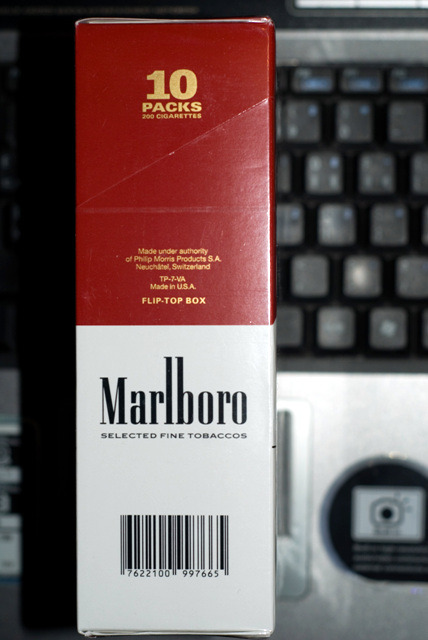 10
PACKS
200 CIGARETTES
Made under authority
of Philip Morris Products S.A.
Neuchâtel, Switzerland
TP-7-VA
Made in U.S.A.
FLIP-TOP BOX
Marlboro
SELECTED FINE TOBACCOS
7622100 997665